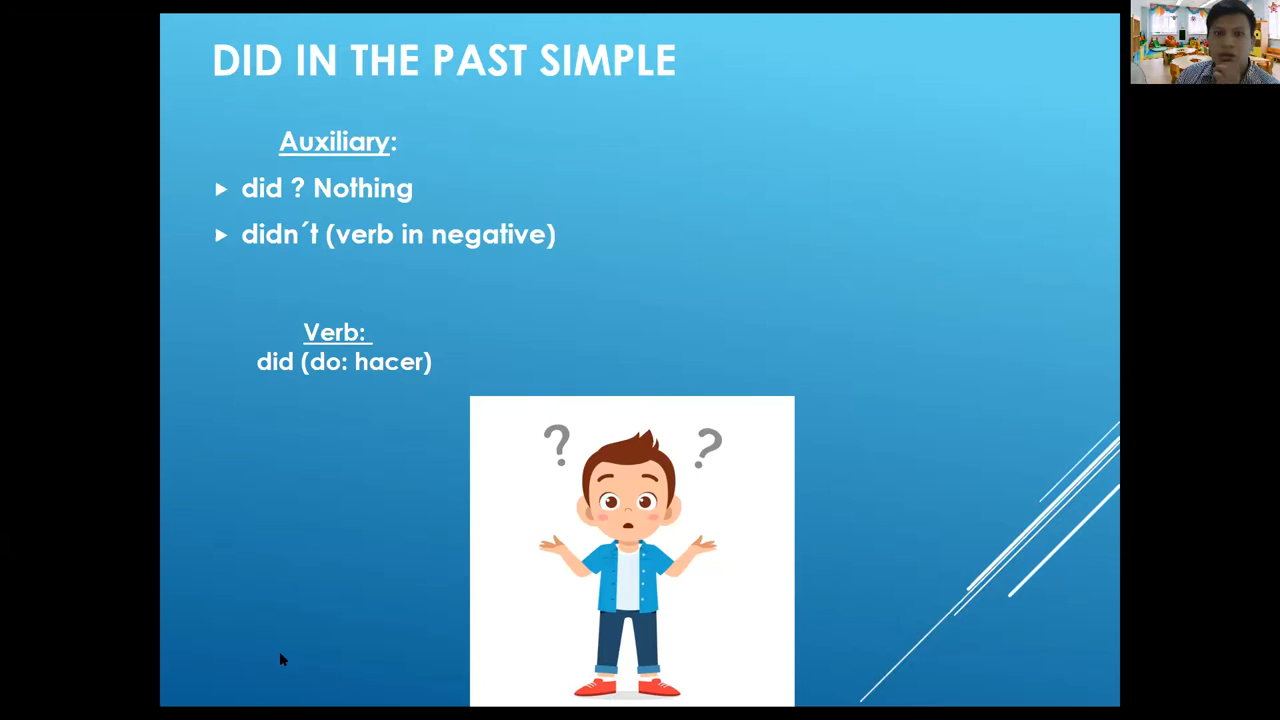 DID IN THE PAST SIMPLE
Auxiliary:
did ? Nothing
didn´t (verb in negative)
Verb:
did (do: hacer)
? ?